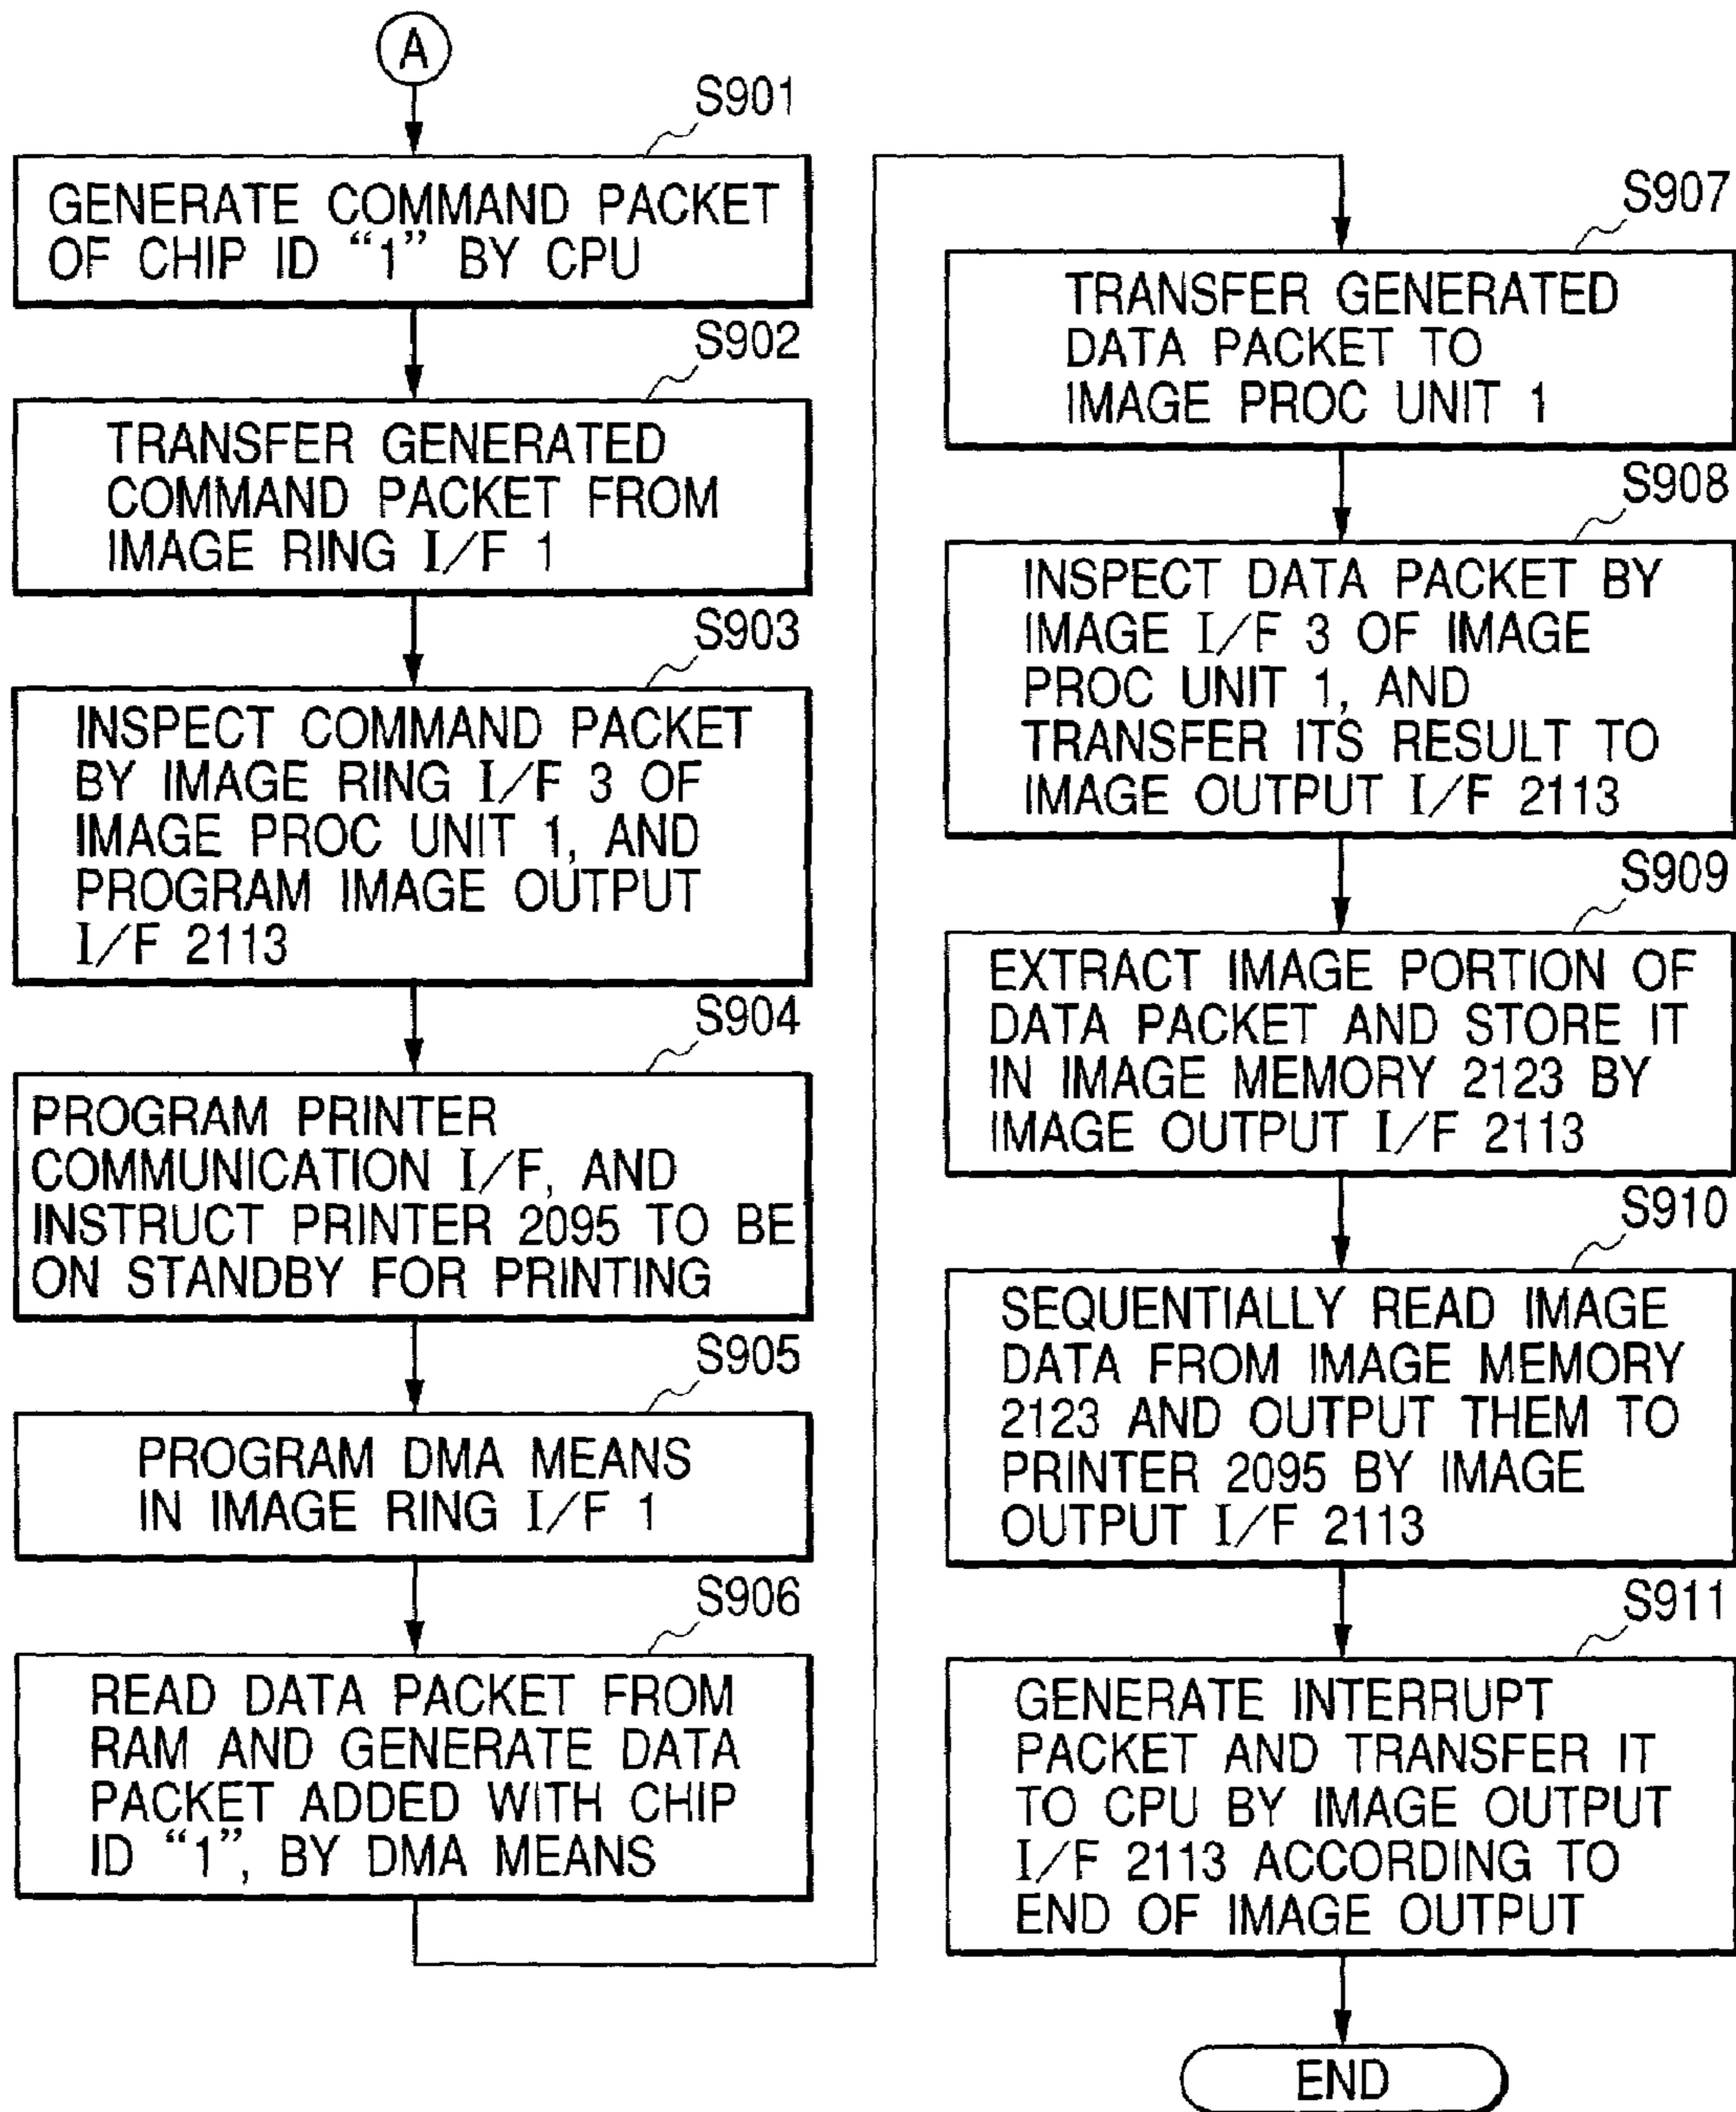 A
S901
GENERATE COMMAND PACKET
OF CHIP ID “1” BY CPU
S902
TRANSFER GENERATED
COMMAND PACKET FROM
IMAGE RING I/F 1
S903
INSPECT COMMAND PACKET
BY IMAGE RING I/F 3 OF
IMAGE PROC UNIT 1, AND
PROGRAM IMAGE OUTPUT
I/F 2113
S904
PROGRAM PRINTER
COMMUNICATION I/F, AND
INSTRUCT PRINTER 2095 TO BE
ON STANDBY FOR PRINTING
S905
PROGRAM DMA MEANS
IN IMAGE RING I/F 1
S906
READ DATA PACKET FROM
RAM AND GENERATE DATA
PACKET ADDED WITH CHIP
ID “1”, BY DMA MEANS
S907
TRANSFER GENERATED
DATA PACKET TO
IMAGE PROC UNIT 1
S908
INSPECT DATA PACKET BY
IMAGE I/F 3 OF IMAGE
PROC UNIT 1, AND
TRANSFER ITS RESULT TO
IMAGE OUTPUT I/F 2113
S909
EXTRACT IMAGE PORTION OF
DATA PACKET AND STORE IT
IN IMAGE MEMORY 2123 BY
IMAGE OUTPUT I/F 2113
S910
SEQUENTIALLY READ IMAGE
DATA FROM IMAGE MEMORY
2123 AND OUTPUT THEM TO
PRINTER 2095 BY IMAGE
OUTPUT I/F 2113
S911
GENERATE INTERRUPT
PACKET AND TRANSFER IT
TO CPU BY IMAGE OUTPUT
I/F 2113 ACCORDING TO
END OF IMAGE OUTPUT
END